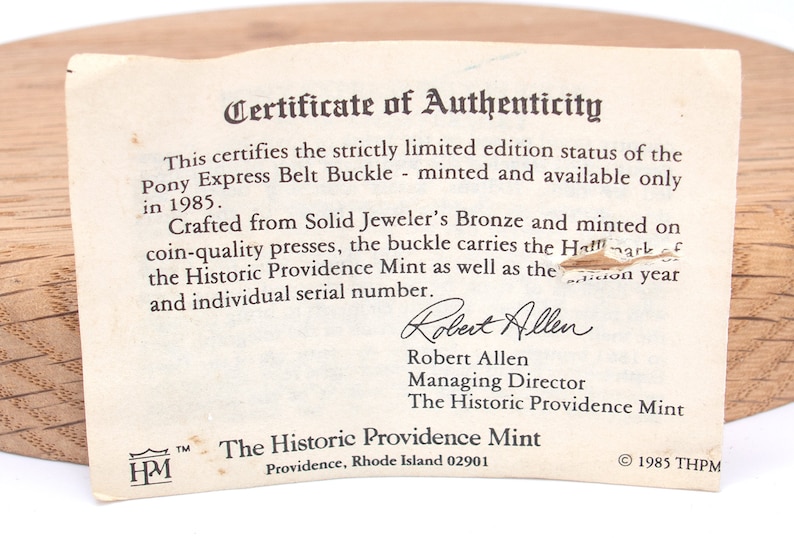 Certificate of Authenticity
This certifies the strictly limited edition status of the
Pony Express Belt Buckle - minted and available only
in 1985.
Crafted from Solid Jeweler's Bronze and minted on
coin-quality presses, the buckle carries the Hallmark of
the Historic Providence Mint as well as the year
and individual serial number.
Robert Allen
Robert Allen
Managing Director
The Historic Providence Mint
HPM ™ The Historic Providence Mint
Providence, Rhode Island 02901
© 1985 THPM